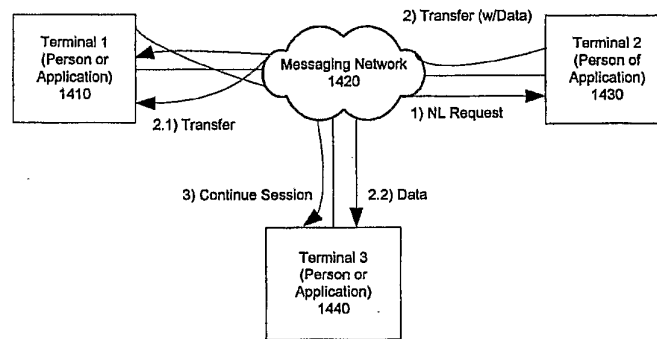 2) Transfer (w/Data)
Terminal 1
(Person or
Application)
1410
Messaging Network
1420
Terminal 2
(Person of
Application)
1430
1) NL Request
2.1) Transfer
3) Continue Session
2.2) Data
Terminal 3
(Person or
Application)
1440